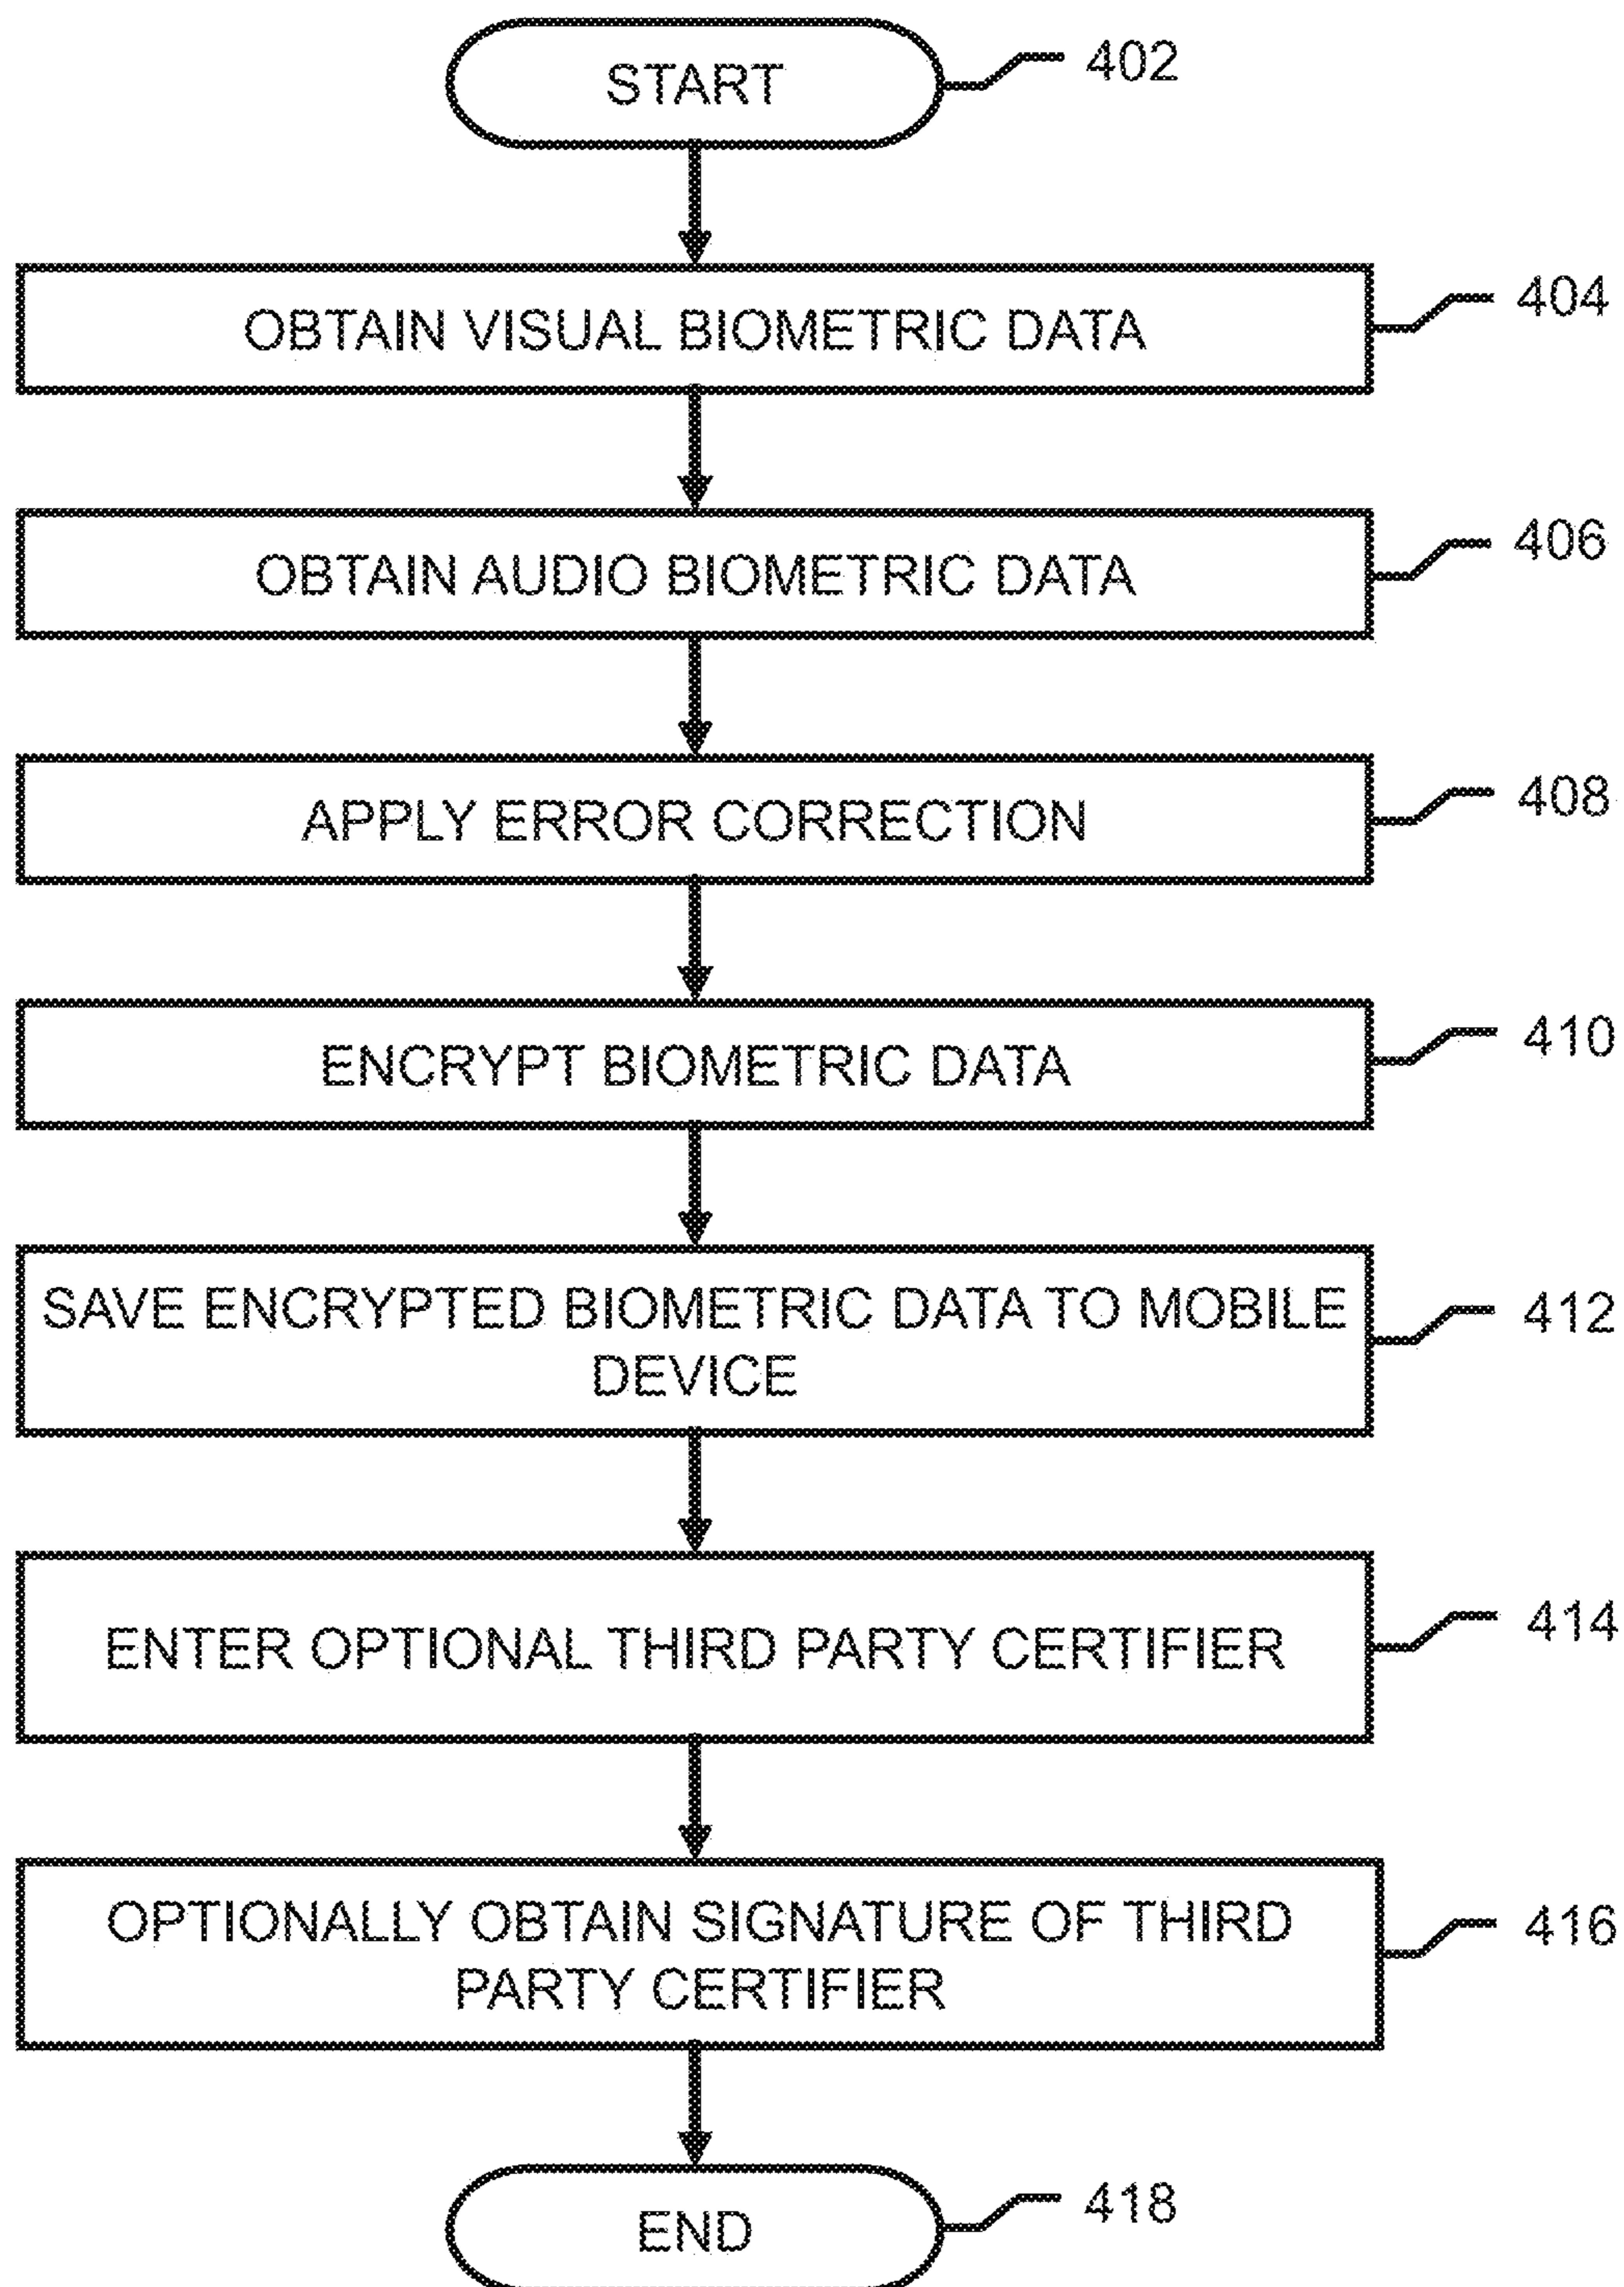 START
402
OBTAIN VISUAL BIOMETRIC DATA
404
OBTAIN AUDIO BIOMETRIC DATA
406
APPLY ERROR CORRECTION
408
ENCRYPT BIOMETRIC DATA
410
SAVE ENCRYPTED BIOMETRIC DATA TO MOBILE
DEVICE
412
ENTER OPTIONAL THIRD PARTY CERTIFIER
414
OPTIONALLY OBTAIN SIGNATURE OF THIRD
PARTY CERTIFIER
416
END
418